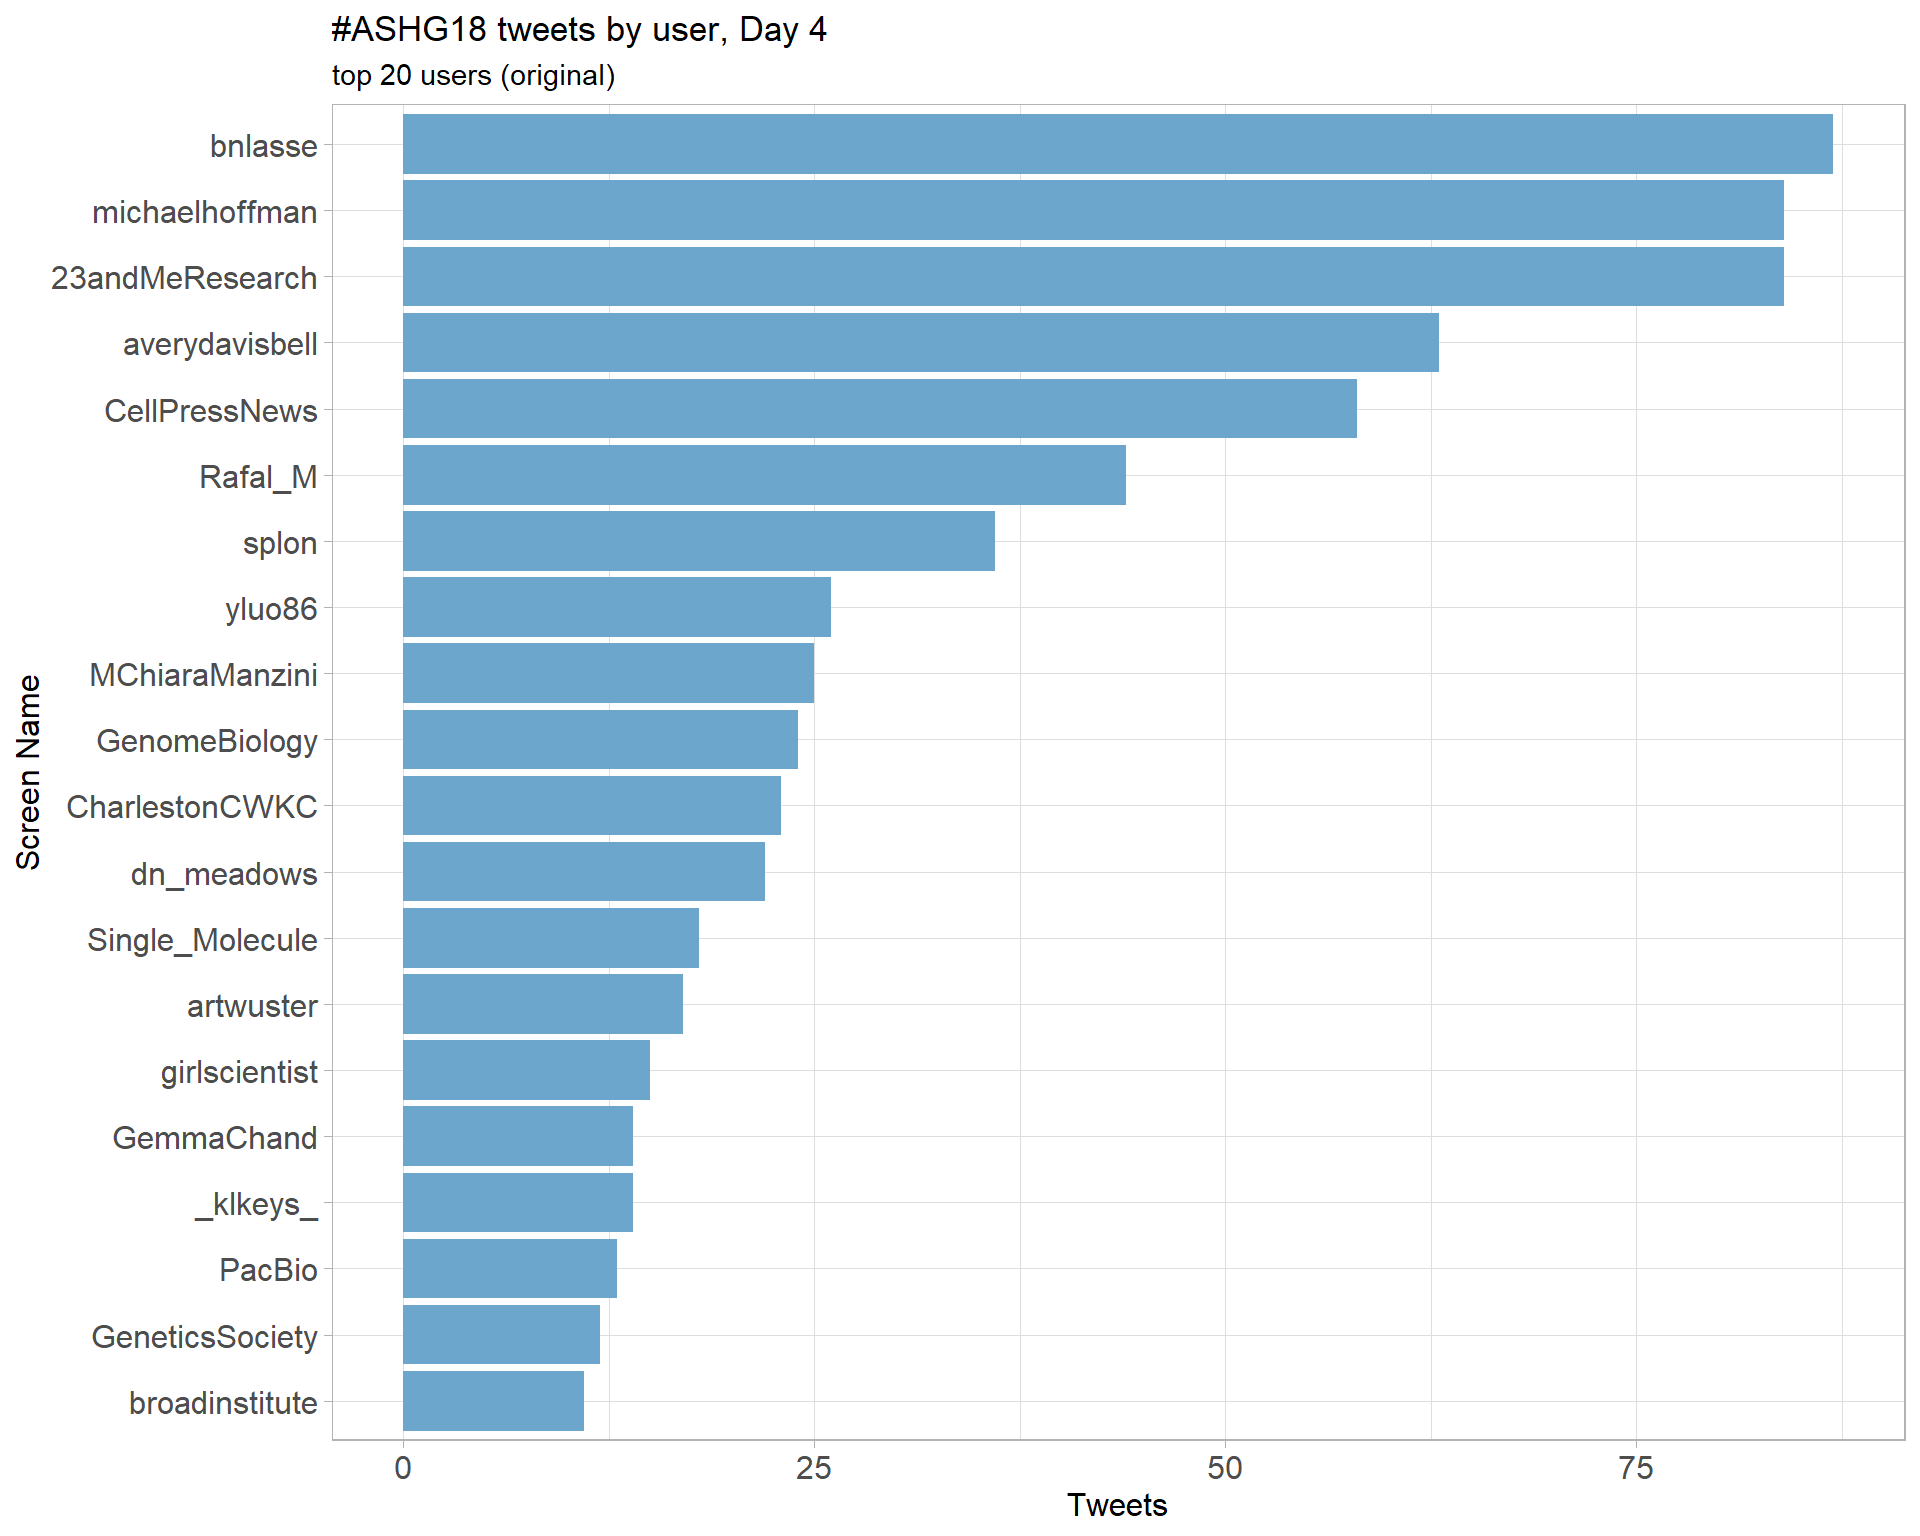 #ASHG18 tweets by user, Day 4
top 20 users (original)
bnlasse
michaelhoffman
23andMeResearch
averydavisbell
CellPressNews
Rafal_M
splon
yluo86
MChiaraManzini
GenomeBiology
CharlestonCWKC
dn_meadows
Single_Molecule
artwuster
girlscientist
GemmaChand
_klkeys_
PacBio
GeneticsSociety
broadinstitute
Screen Name
0 25 50 75
Tweets